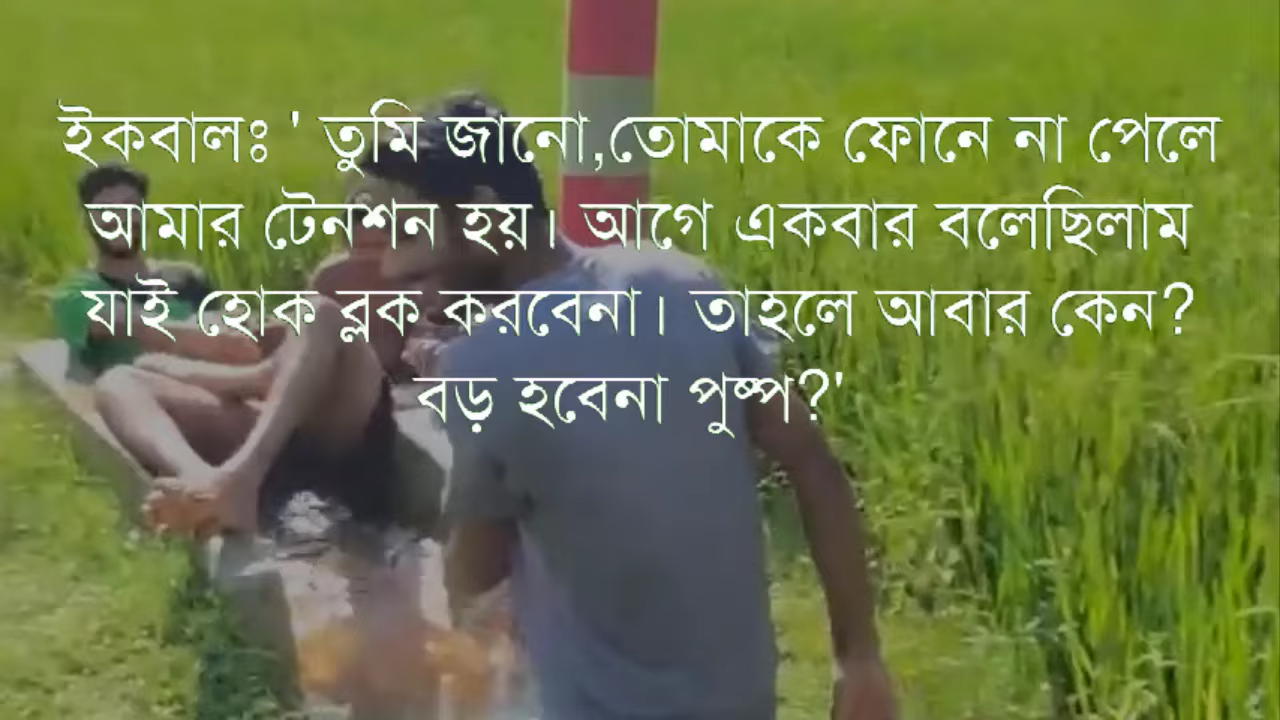 ইকবালঃ ' তুমি জানো,তোমাকে ফোনে না পেলে
আমার টেনশন হয়। আগে একবার বলেছিলাম
যাই হোক ব্লক করবেনা। তাহলে আবার কেন?
বড় হবেনা পুষ্প?'